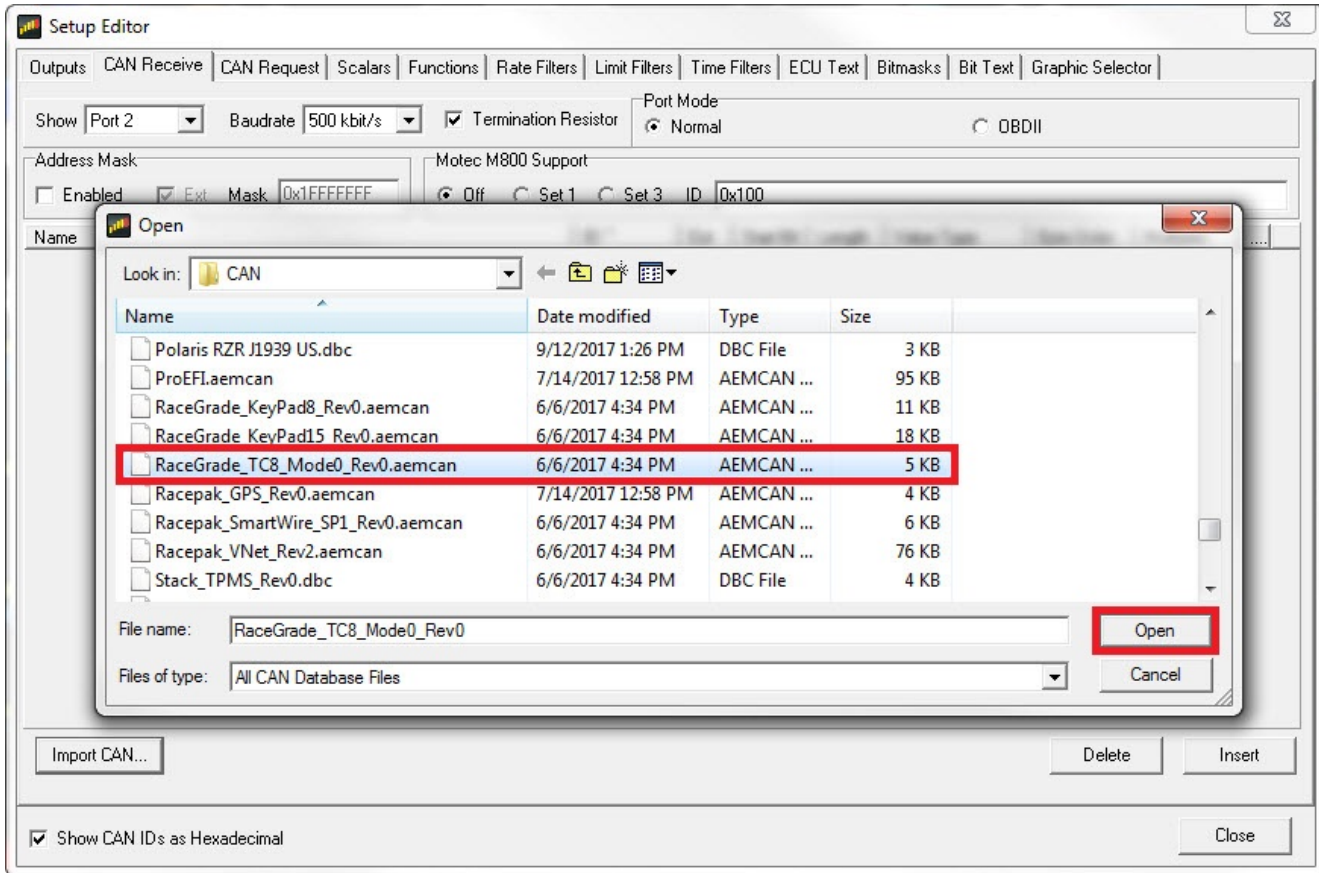 Setup Editor
Outputs CAN Receive CAN Request Scalars Functions Rate Filters Limit Filters Time Filters ECU Text Bitmasks Bit Text Graphic Selector
Show Port 2 Baudrate 500 kbit/s Termination Resistor
Port Mode
Normal OBDII
Address Mask
Enabled Ext Mask 0x1FFFFFFF
Motec M800 Support
Off Set 1 Set 3 ID 0x100
Name ....
Open
Look in: CAN
Name Date modified Type Size
Polaris RZR J1939 US.dbc 9/12/2017 1:26 PM DBC File 3 KB
ProEFI.aemcan 7/14/2017 12:58 PM AEMCAN ... 95 KB
RaceGrade_KeyPad8_Rev0.aemcan 6/6/2017 4:34 PM AEMCAN ... 11 KB
RaceGrade_KeyPad15_Rev0.aemcan 6/6/2017 4:34 PM AEMCAN ... 18 KB
RaceGrade_TC8_Mode0_Rev0.aemcan 6/6/2017 4:34 PM AEMCAN ... 5 KB
Racepak_GPS_Rev0.aemcan 7/14/2017 12:58 PM AEMCAN ... 4 KB
Racepak_SmartWire_SP1_Rev0.aemcan 6/6/2017 4:34 PM AEMCAN ... 6 KB
Racepak_VNet_Rev2.aemcan 6/6/2017 4:34 PM AEMCAN ... 76 KB
Stack_TPMS_Rev0.dbc 6/6/2017 4:34 PM DBC File 4 KB
File name: RaceGrade_TC8_Mode0_Rev0 Open
Files of type: All CAN Database Files Cancel
Import CAN... Delete Insert
Show CAN IDs as Hexadecimal Close